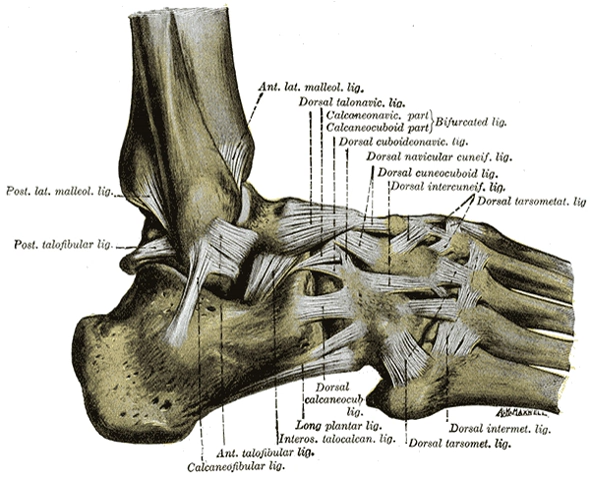 Ant. lat. malleol. lig.
Dorsal talonavic. lig.
Calconeonavic. part
Calcaneocuboid part
Bifurcated lig.
Dorsal cuboideonavic. lig.
Dorsal navicular cuneif. lig.
Dorsal cuneocuboid lig.
Dorsal intercuneif. lig.
Dorsal tarsometat. lig
Post. lat. malleol. lig.
Post. talofibular lig.
Dorsal
calcaneocub
lig.
Long plantar lig.
Interos. talocalcan. lig.
Ant. talofibular lig.
Calcaneofibular lig.
Dorsal intermet. lig.
Dorsal tarsomet. lig.